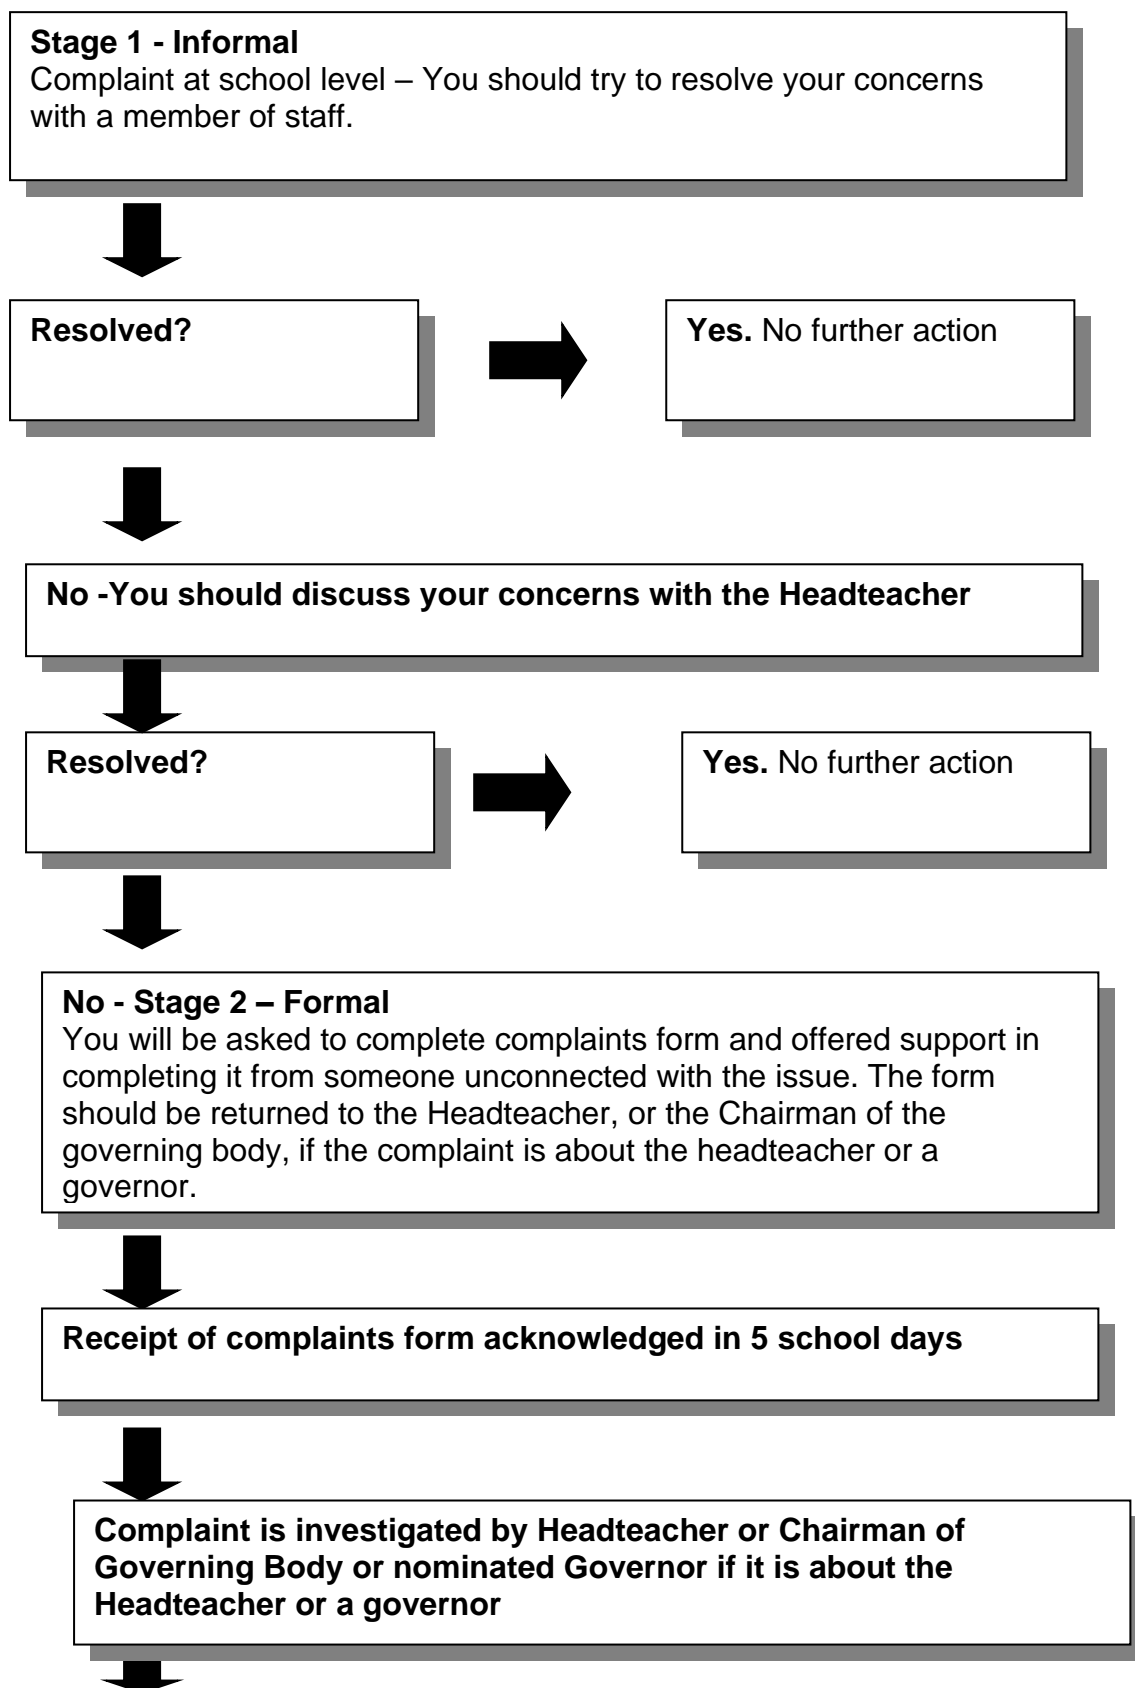 Stage 1 - Informal
Complaint at school level – You should try to resolve your concerns
with a member of staff.
Resolved?
Yes. No further action
No -You should discuss your concerns with the Headteacher
Resolved?
Yes. No further action
No - Stage 2 – Formal
You will be asked to complete complaints form and offered support in
completing it from someone unconnected with the issue. The form
should be returned to the Headteacher, or the Chairman of the
governing body, if the complaint is about the headteacher or a
governor.
Receipt of complaints form acknowledged in 5 school days
Complaint is investigated by Headteacher or Chairman of
Governing Body or nominated Governor if it is about the
Headteacher or a governor